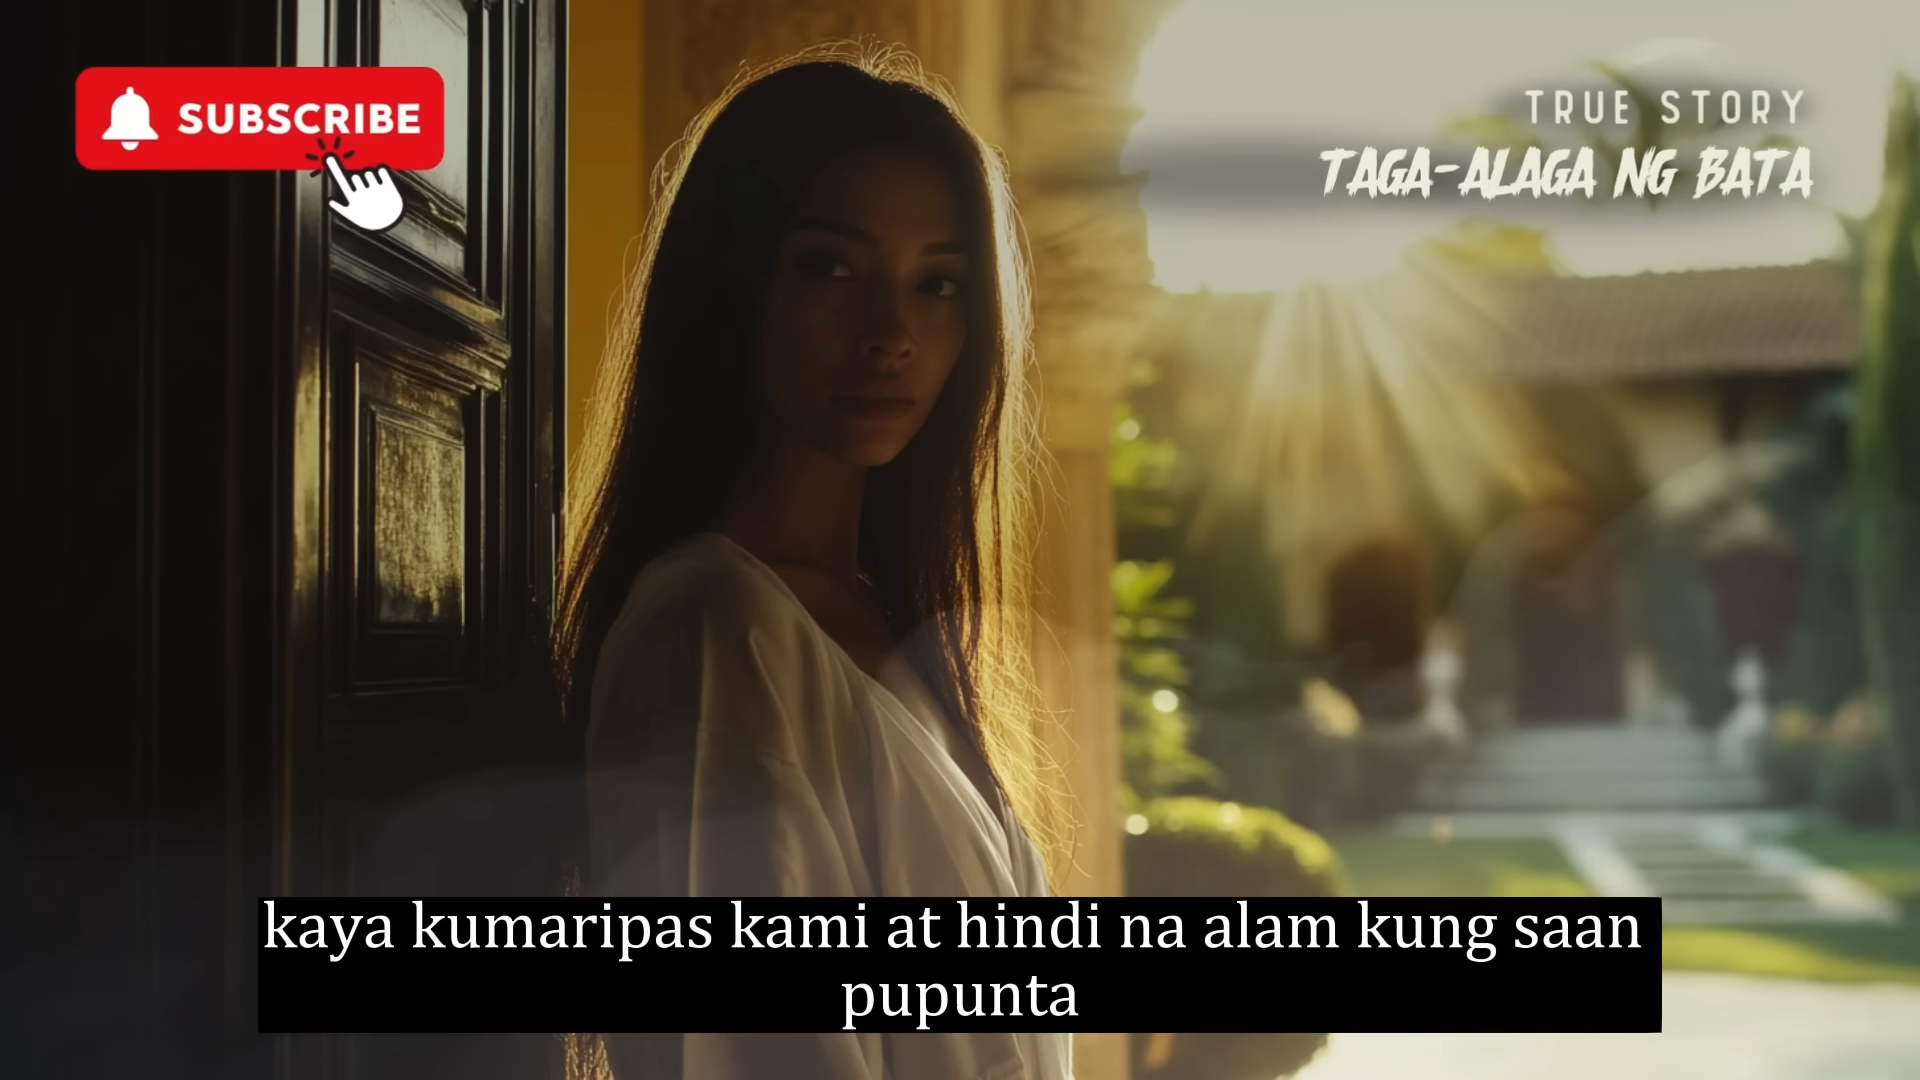 SUBSCRIBE
TRUE STORY
TAGA-ALAGA NG BATA
kaya kumaripas kami at hindi na alam kung saan
pupunta